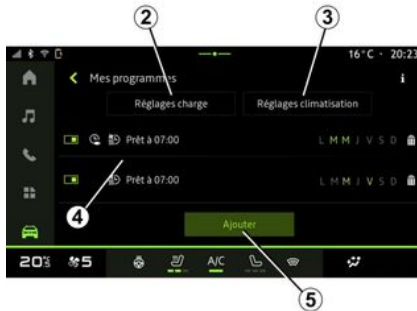 2
3
16°C · 20:23
Mes programmes
i
Réglages charge
Réglages climatisation
Prêt à 07:00
L M M J V S D
Prêt à 07:00
L M M J V S D
4
Ajouter
5
A/C
5